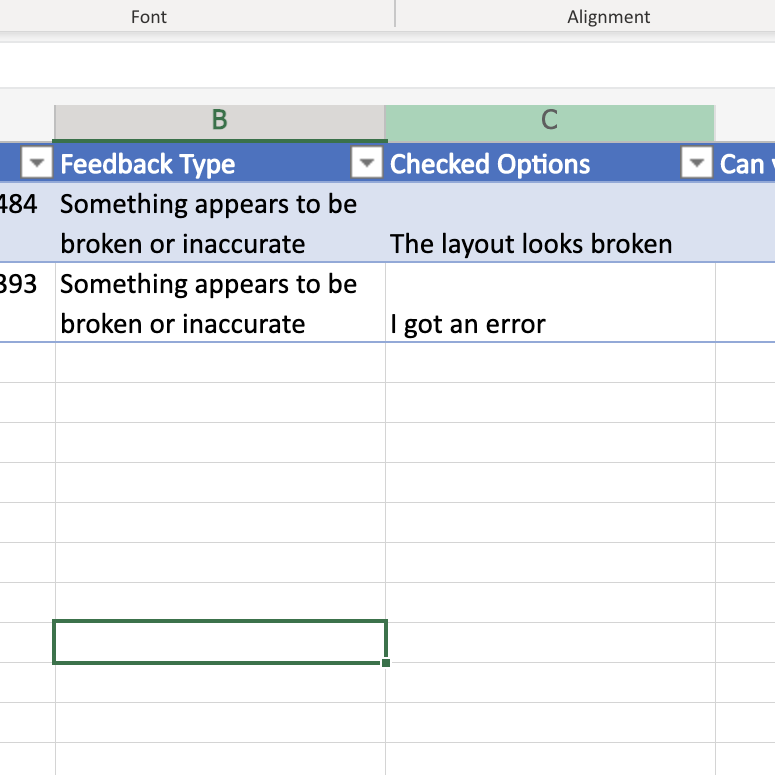 Font Alignment
B C
Feedback Type Checked Options Can
484 Something appears to be
broken or inaccurate The layout looks broken
393 Something appears to be
broken or inaccurate I got an error